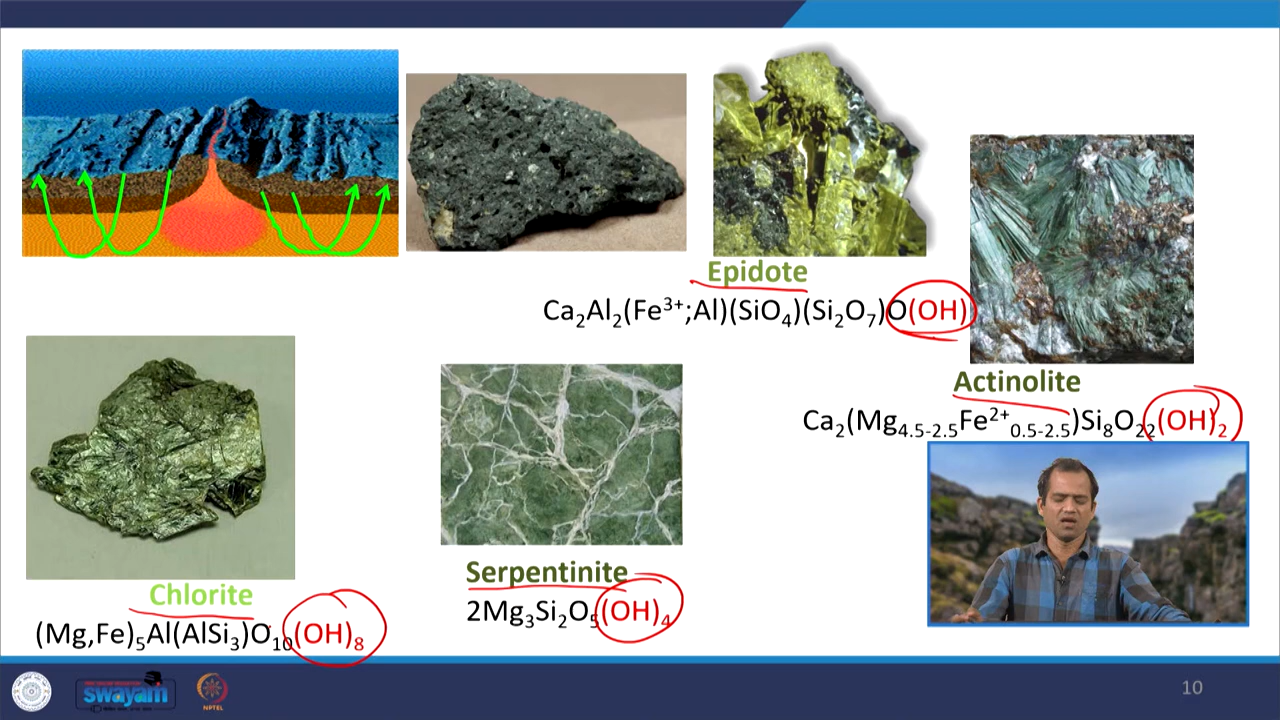 Epidote
Ca₂Al₂(Fe³⁺;Al)(SiO₄)(Si₂O₇)O(OH)
Actinolite
Ca₂(Mg₄.₅₋₂.₅Fe²⁺₀.₅₋₂.₅)Si₈O₂₂(OH)₂
Chlorite
(Mg,Fe)₅Al(AlSi₃)O₁₀(OH)₈
Serpentinite
2Mg₃Si₂O₅(OH)₄
swayam
NPTEL
10